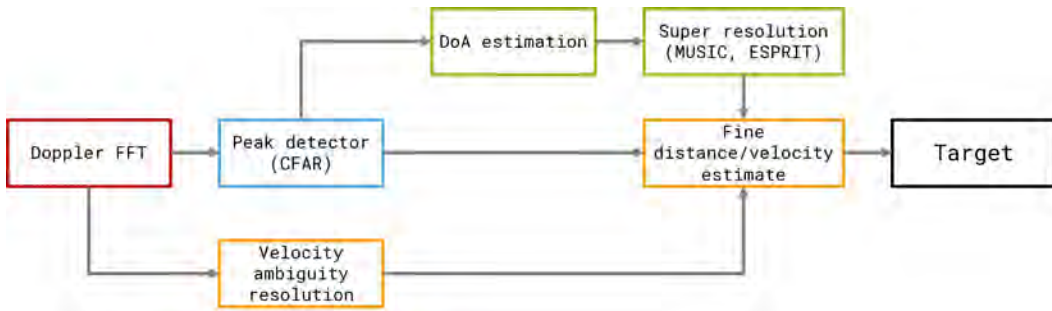 DoA estimation
Super resolution
(MUSIC, ESPRIT)
Doppler FFT
Peak detector
(CFAR)
Fine
distance/velocity
estimate
Target
Velocity
ambiguity
resolution